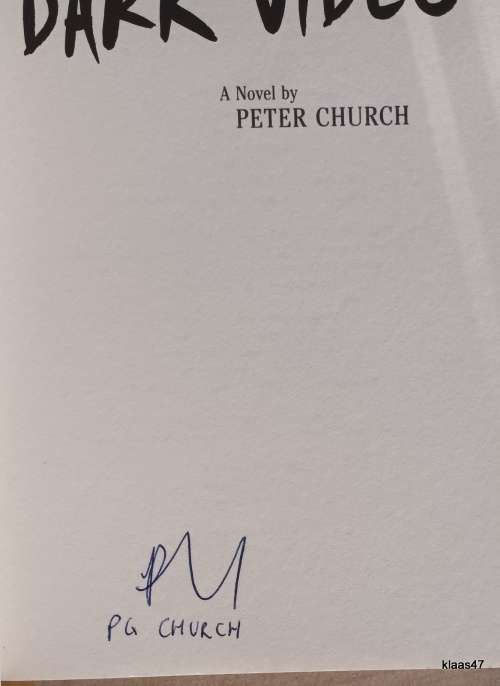 DARK VIDEO
A Novel by
PETER CHURCH
PG CHURCH
klaas47